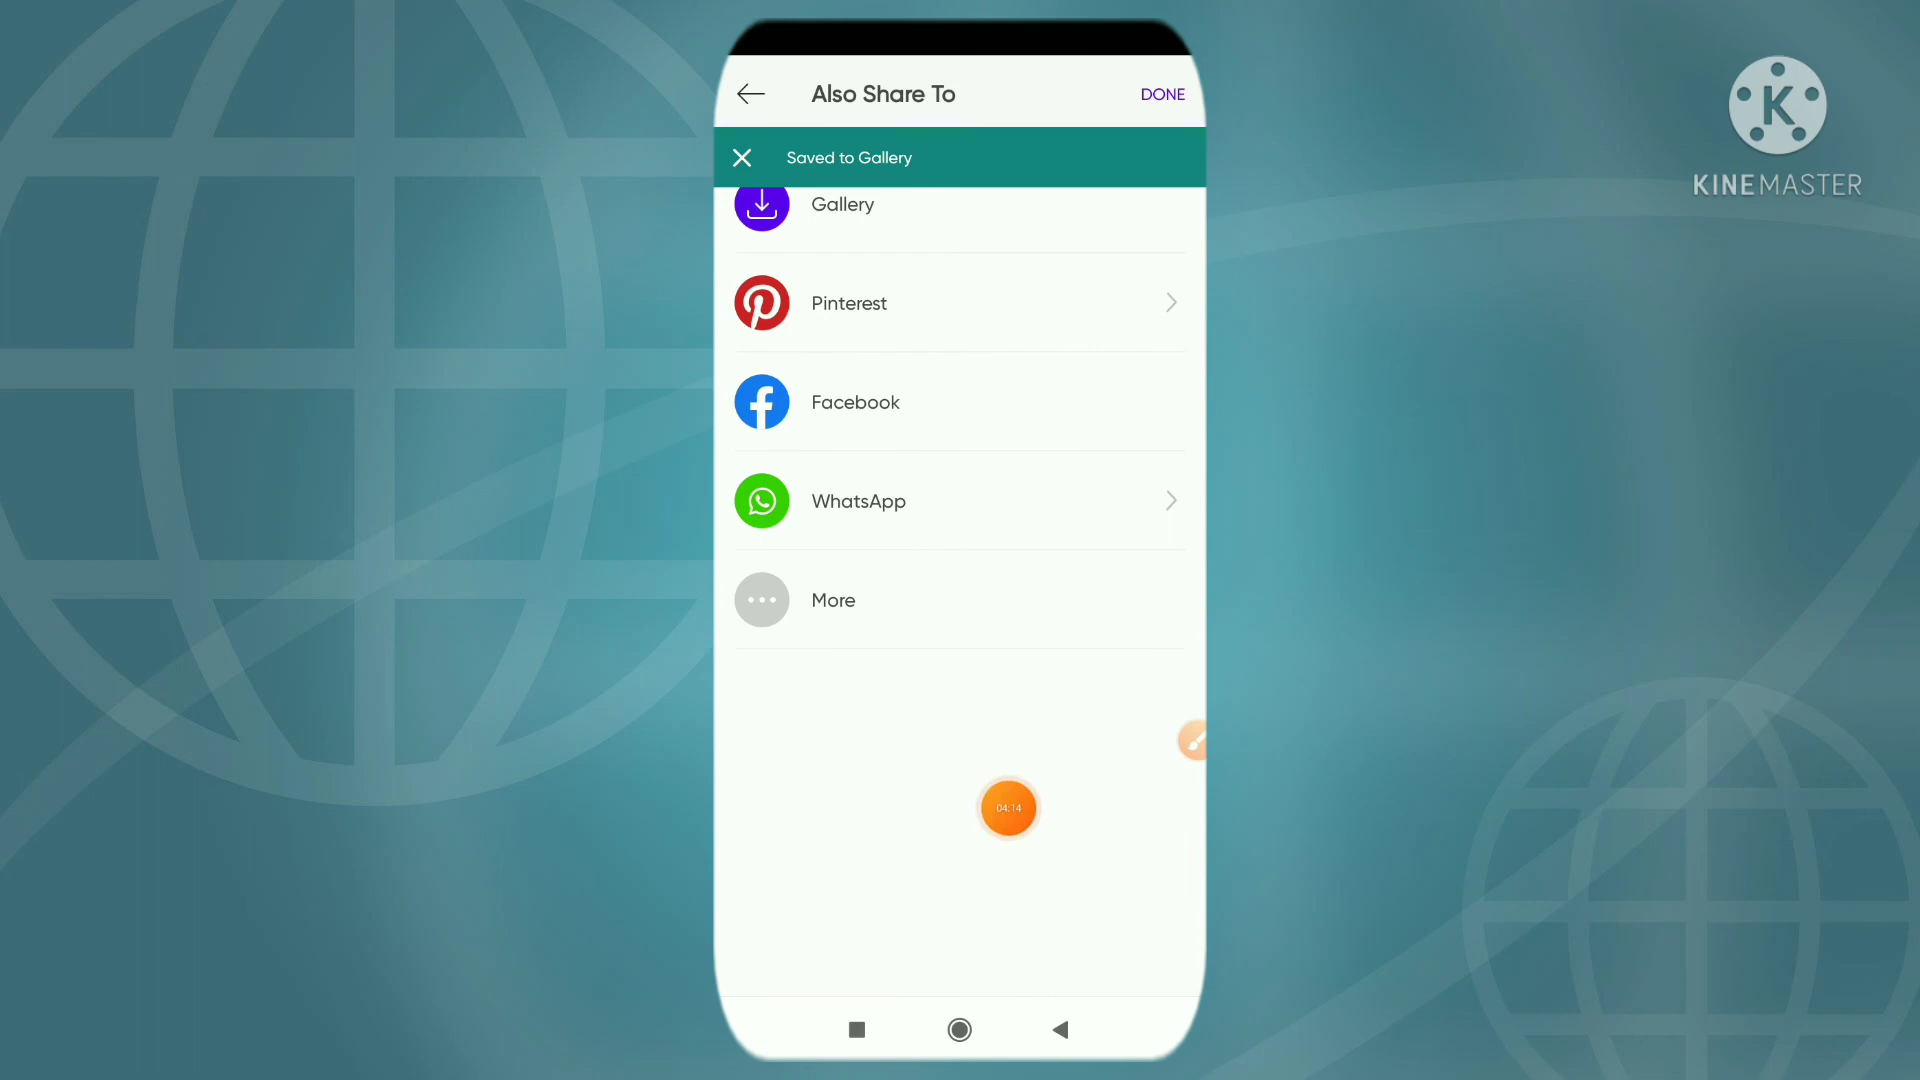 Also Share To
DONE
Saved to Gallery
Gallery
Pinterest
Facebook
WhatsApp
More
04:14
K
KINEMASTER